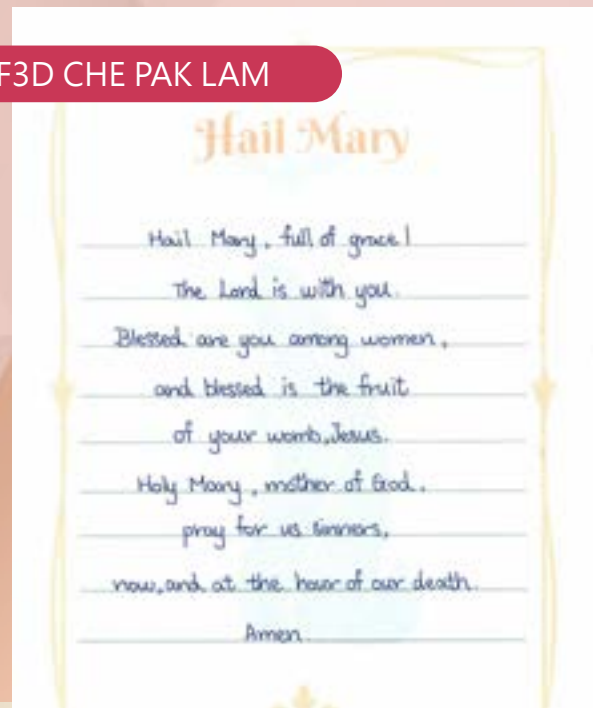 F3D CHE PAK LAM
Hail Mary
Hail Mary, full of grace!
The Lord is with you.
Blessed are you among women,
and blessed is the fruit
of your womb, Jesus.
Holy Mary, mother of God,
pray for us sinners,
now, and at the hour of our death.
Amen